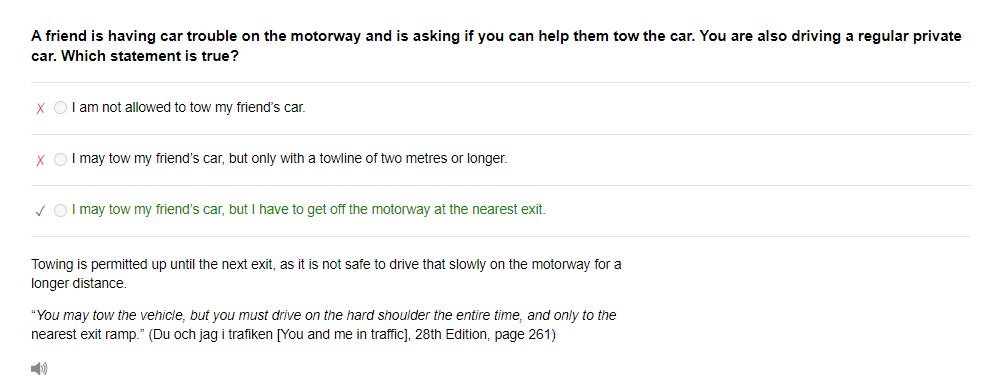 A friend is having car trouble on the motorway and is asking if you can help them tow the car. You are also driving a regular private
car. Which statement is true?
I am not allowed to tow my friend's car.
I may tow my friend's car, but only with a towline of two metres or longer.
I may tow my friend's car, but I have to get off the motorway at the nearest exit.
Towing is permitted up until the next exit, as it is not safe to drive that slowly on the motorway for a
longer distance.
“You may tow the vehicle, but you must drive on the hard shoulder the entire time, and only to the
nearest exit ramp.” (Du och jag i trafiken [You and me in traffic], 28th Edition, page 261)